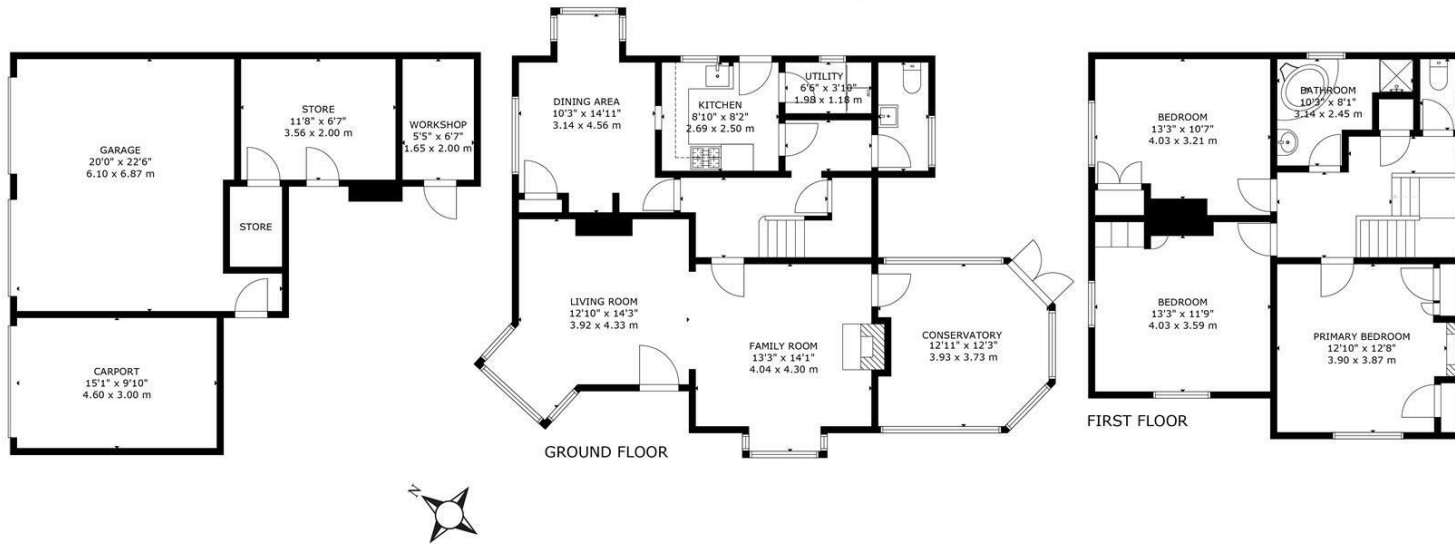 GARAGE
20'0" x 22'6"
6.10 x 6.87 m
STORE
11'8" x 6'7"
3.56 x 2.00 m
WORKSHOP
5'5" x 6'7"
1.65 x 2.00 m
STORE
CARPORT
15'1" x 9'10"
4.60 x 3.00 m
DINING AREA
10'3" x 14'11"
3.14 x 4.56 m
KITCHEN
8'10" x 8'2"
2.69 x 2.50 m
UTILITY
6'6" x 3'10"
1.98 x 1.18 m
LIVING ROOM
12'10" x 14'3"
3.92 x 4.33 m
FAMILY ROOM
13'3" x 14'1"
4.04 x 4.30 m
CONSERVATORY
12'11" x 12'3"
3.93 x 3.73 m
GROUND FLOOR
BEDROOM
13'3" x 10'7"
4.03 x 3.21 m
BATHROOM
10'3" x 8'1"
3.14 x 2.45 m
BEDROOM
13'3" x 11'9"
4.03 x 3.59 m
PRIMARY BEDROOM
12'10" x 12'8"
3.90 x 3.87 m
FIRST FLOOR
N